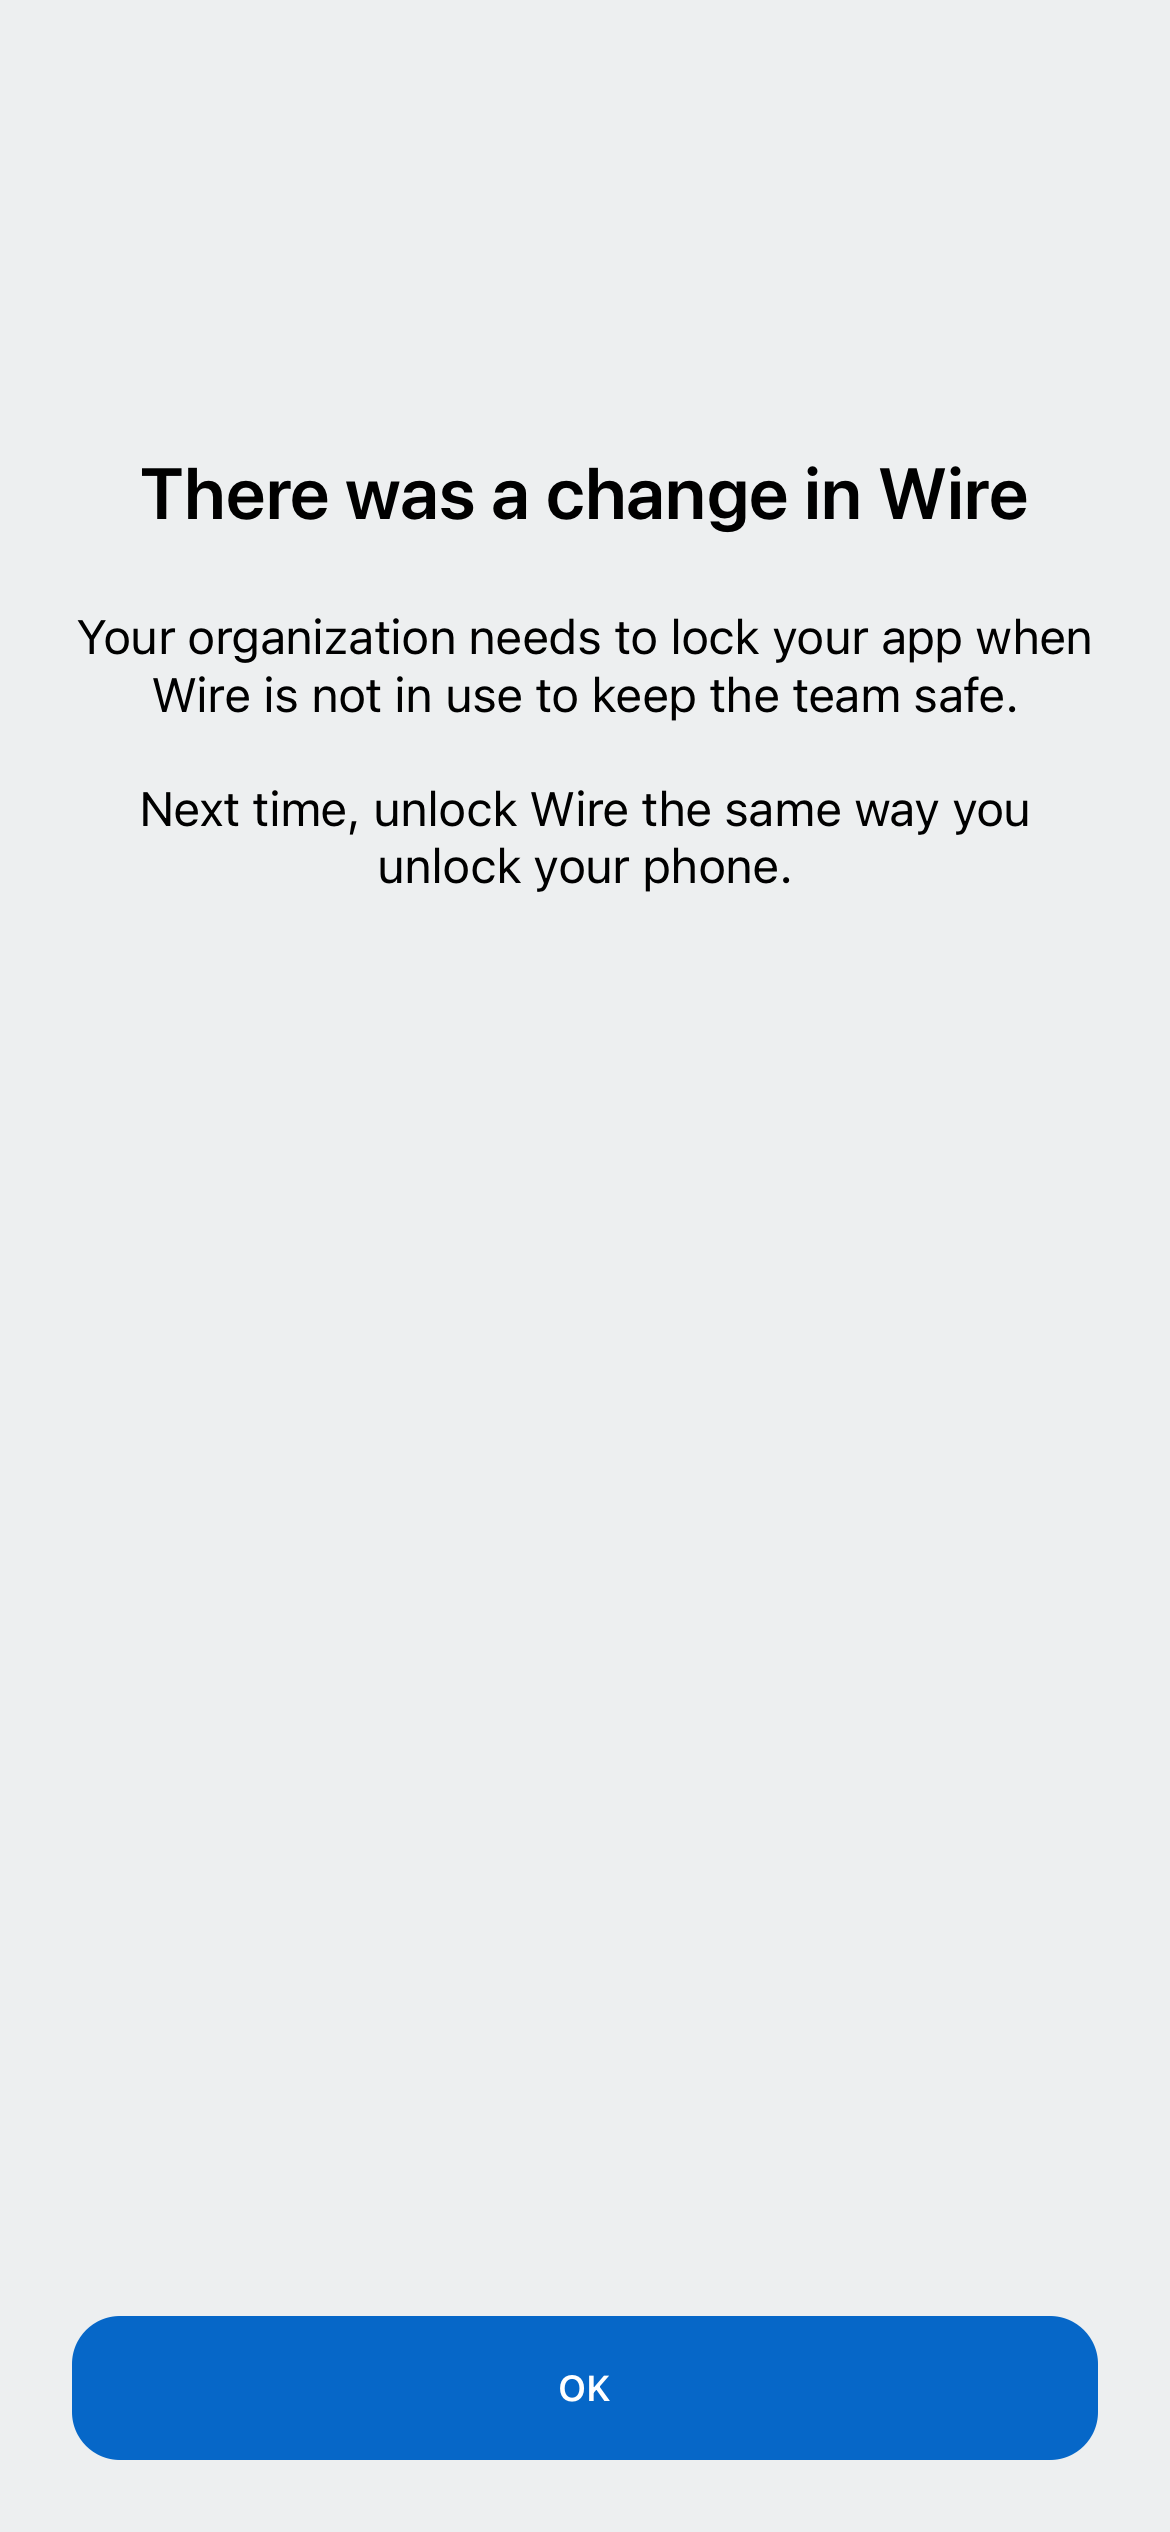 There was a change in Wire
Your organization needs to lock your app when
Wire is not in use to keep the team safe.
Next time, unlock Wire the same way you
unlock your phone.
OK